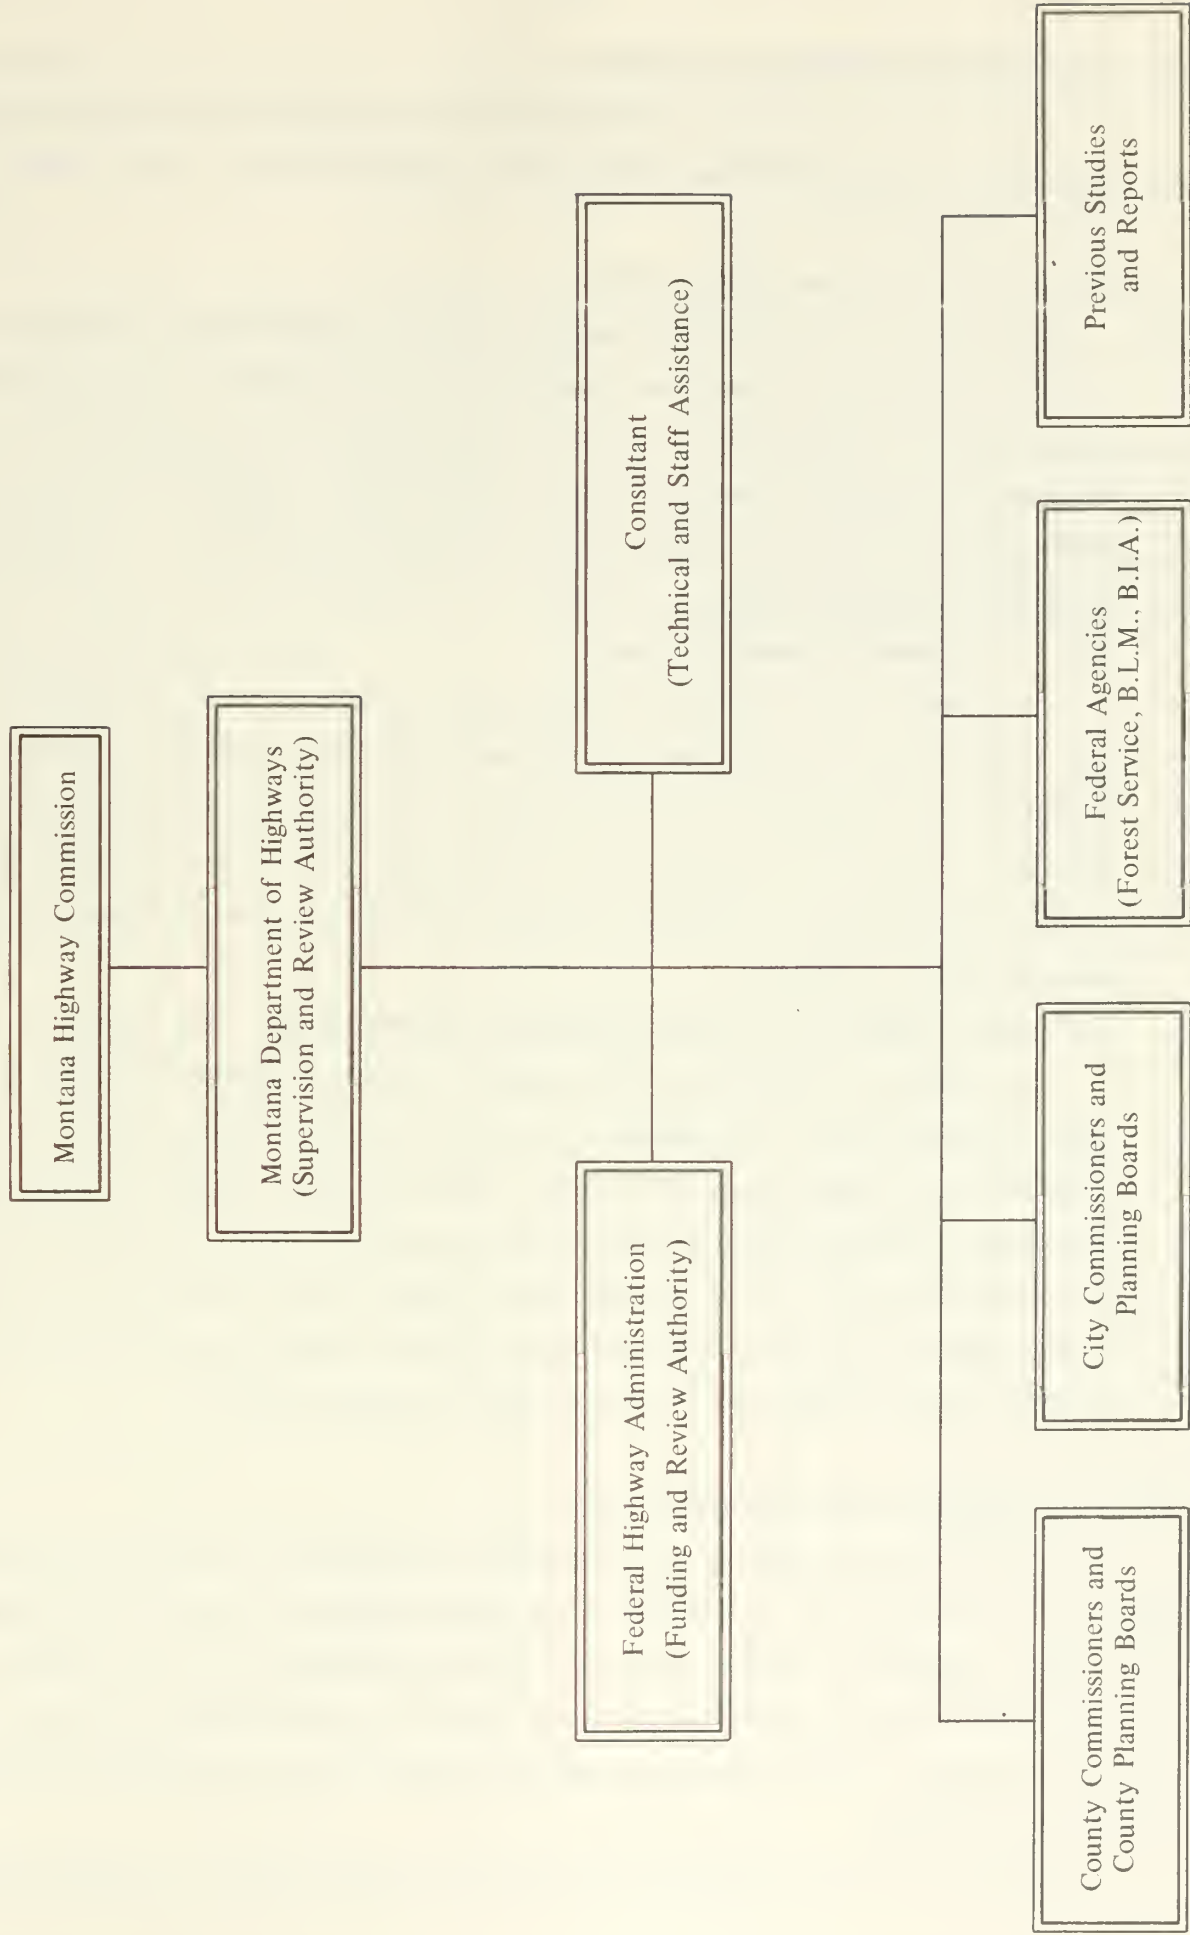 Montana Highway Commission
Montana Department of Highways
(Supervision and Review Authority)
Federal Highway Administration
(Funding and Review Authority)
Consultant
(Technical and Staff Assistance)
County Commissioners and
County Planning Boards
City Commissioners and
Planning Boards
Federal Agencies
(Forest Service, B.L.M., B.I.A.)
Previous Studies
and Reports